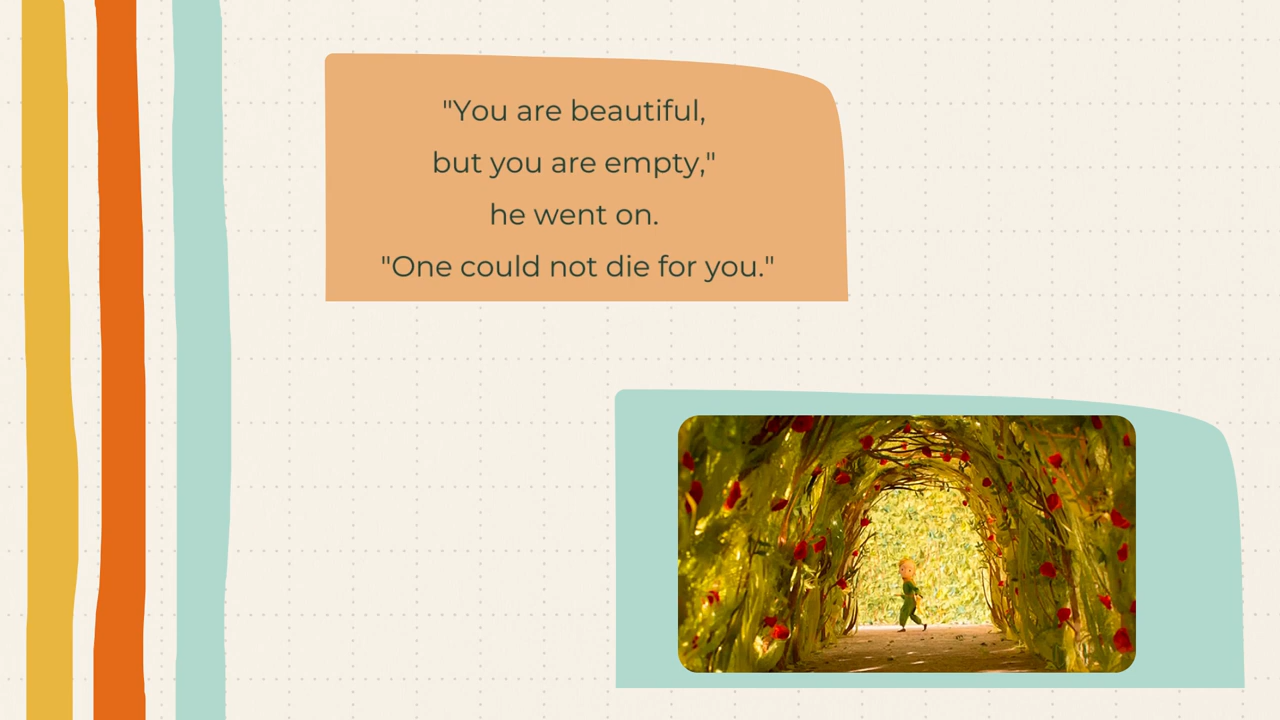 "You are beautiful,
but you are empty,"
he went on.
"One could not die for you."